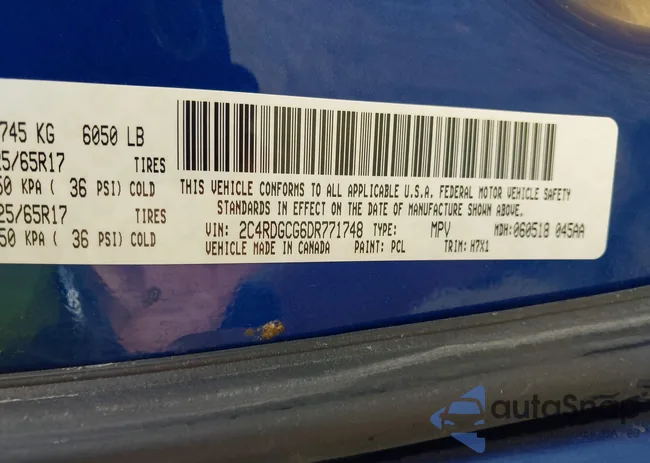 745 KG 6050 LB
25/65R17 TIRES
50 KPA ( 36 PSI) COLD
25/65R17 TIRES
50 KPA ( 36 PSI) COLD
THIS VEHICLE CONFORMS TO ALL APPLICABLE U.S.A. FEDERAL MOTOR VEHICLE SAFETY
STANDARDS IN EFFECT ON THE DATE OF MANUFACTURE SHOWN ABOVE.
VIN: 2C4RDGCG6DR771748 TYPE: MPV MDH: 060518 045AA
VEHICLE MADE IN CANADA PAINT: PCL TRIM: H7X1
autoSnap